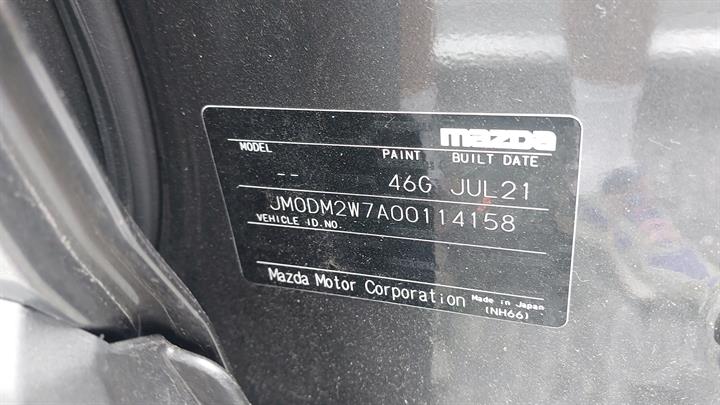 mazda
MODEL PAINT BUILT DATE
-- 46G JUL21
JM0DM2W7A00114158
VEHICLE ID.NO.
Mazda Motor Corporation Made in Japan
(NH66)